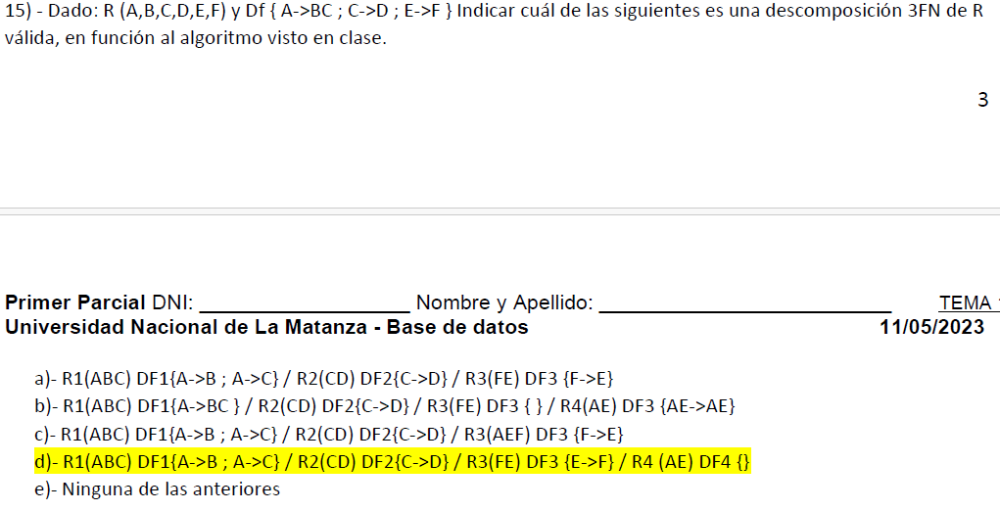 15) - Dado: R (A,B,C,D,E,F) y Df { A->BC ; C->D ; E->F } Indicar cuál de las siguientes es una descomposición 3FN de R
válida, en función al algoritmo visto en clase.
3
Primer Parcial DNI: ____________________ Nombre y Apellido: ___________________________ TEMA
Universidad Nacional de La Matanza - Base de datos 11/05/2023
a)- R1(ABC) DF1{A->B ; A->C} / R2(CD) DF2{C->D} / R3(FE) DF3 {F->E}
b)- R1(ABC) DF1{A->BC } / R2(CD) DF2{C->D} / R3(FE) DF3 { } / R4(AE) DF3 {AE->AE}
c)- R1(ABC) DF1{A->B ; A->C} / R2(CD) DF2{C->D} / R3(AEF) DF3 {F->E}
d)- R1(ABC) DF1{A->B ; A->C} / R2(CD) DF2{C->D} / R3(FE) DF3 {E->F} / R4 (AE) DF4 {}
e)- Ninguna de las anteriores